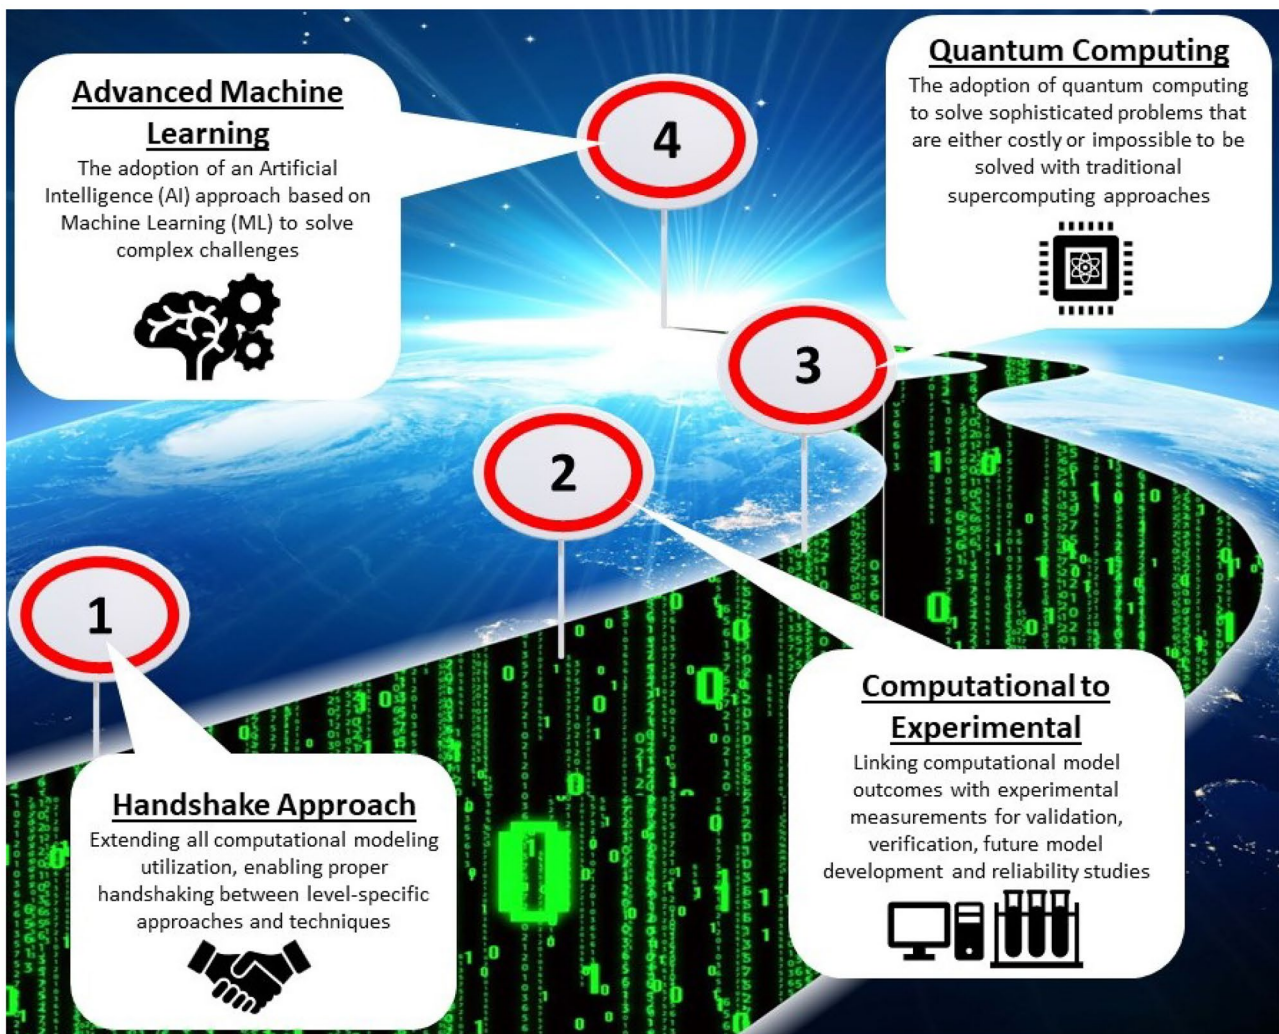 Advanced Machine
Learning
The adoption of an Artificial
Intelligence (AI) approach based on
Machine Learning (ML) to solve
complex challenges
4
Quantum Computing
The adoption of quantum computing
to solve sophisticated problems that
are either costly or impossible to be
solved with traditional
supercomputing approaches
3
2
1
Computational to
Experimental
Linking computational model
outcomes with experimental
measurements for validation,
verification, future model
development and reliability studies
Handshake Approach
Extending all computational modeling
utilization, enabling proper
handshaking between level-specific
approaches and techniques